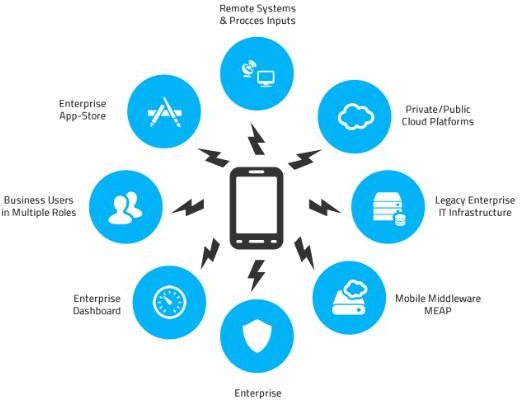 Remote Systems
& Procces Inputs
Enterprise
App-Store
Private/Public
Cloud Platforms
Business Users
in Multiple Roles
Legacy Enterprise
IT Infrastructure
Enterprise
Dashboard
Mobile Middleware
MEAP
Enterprise